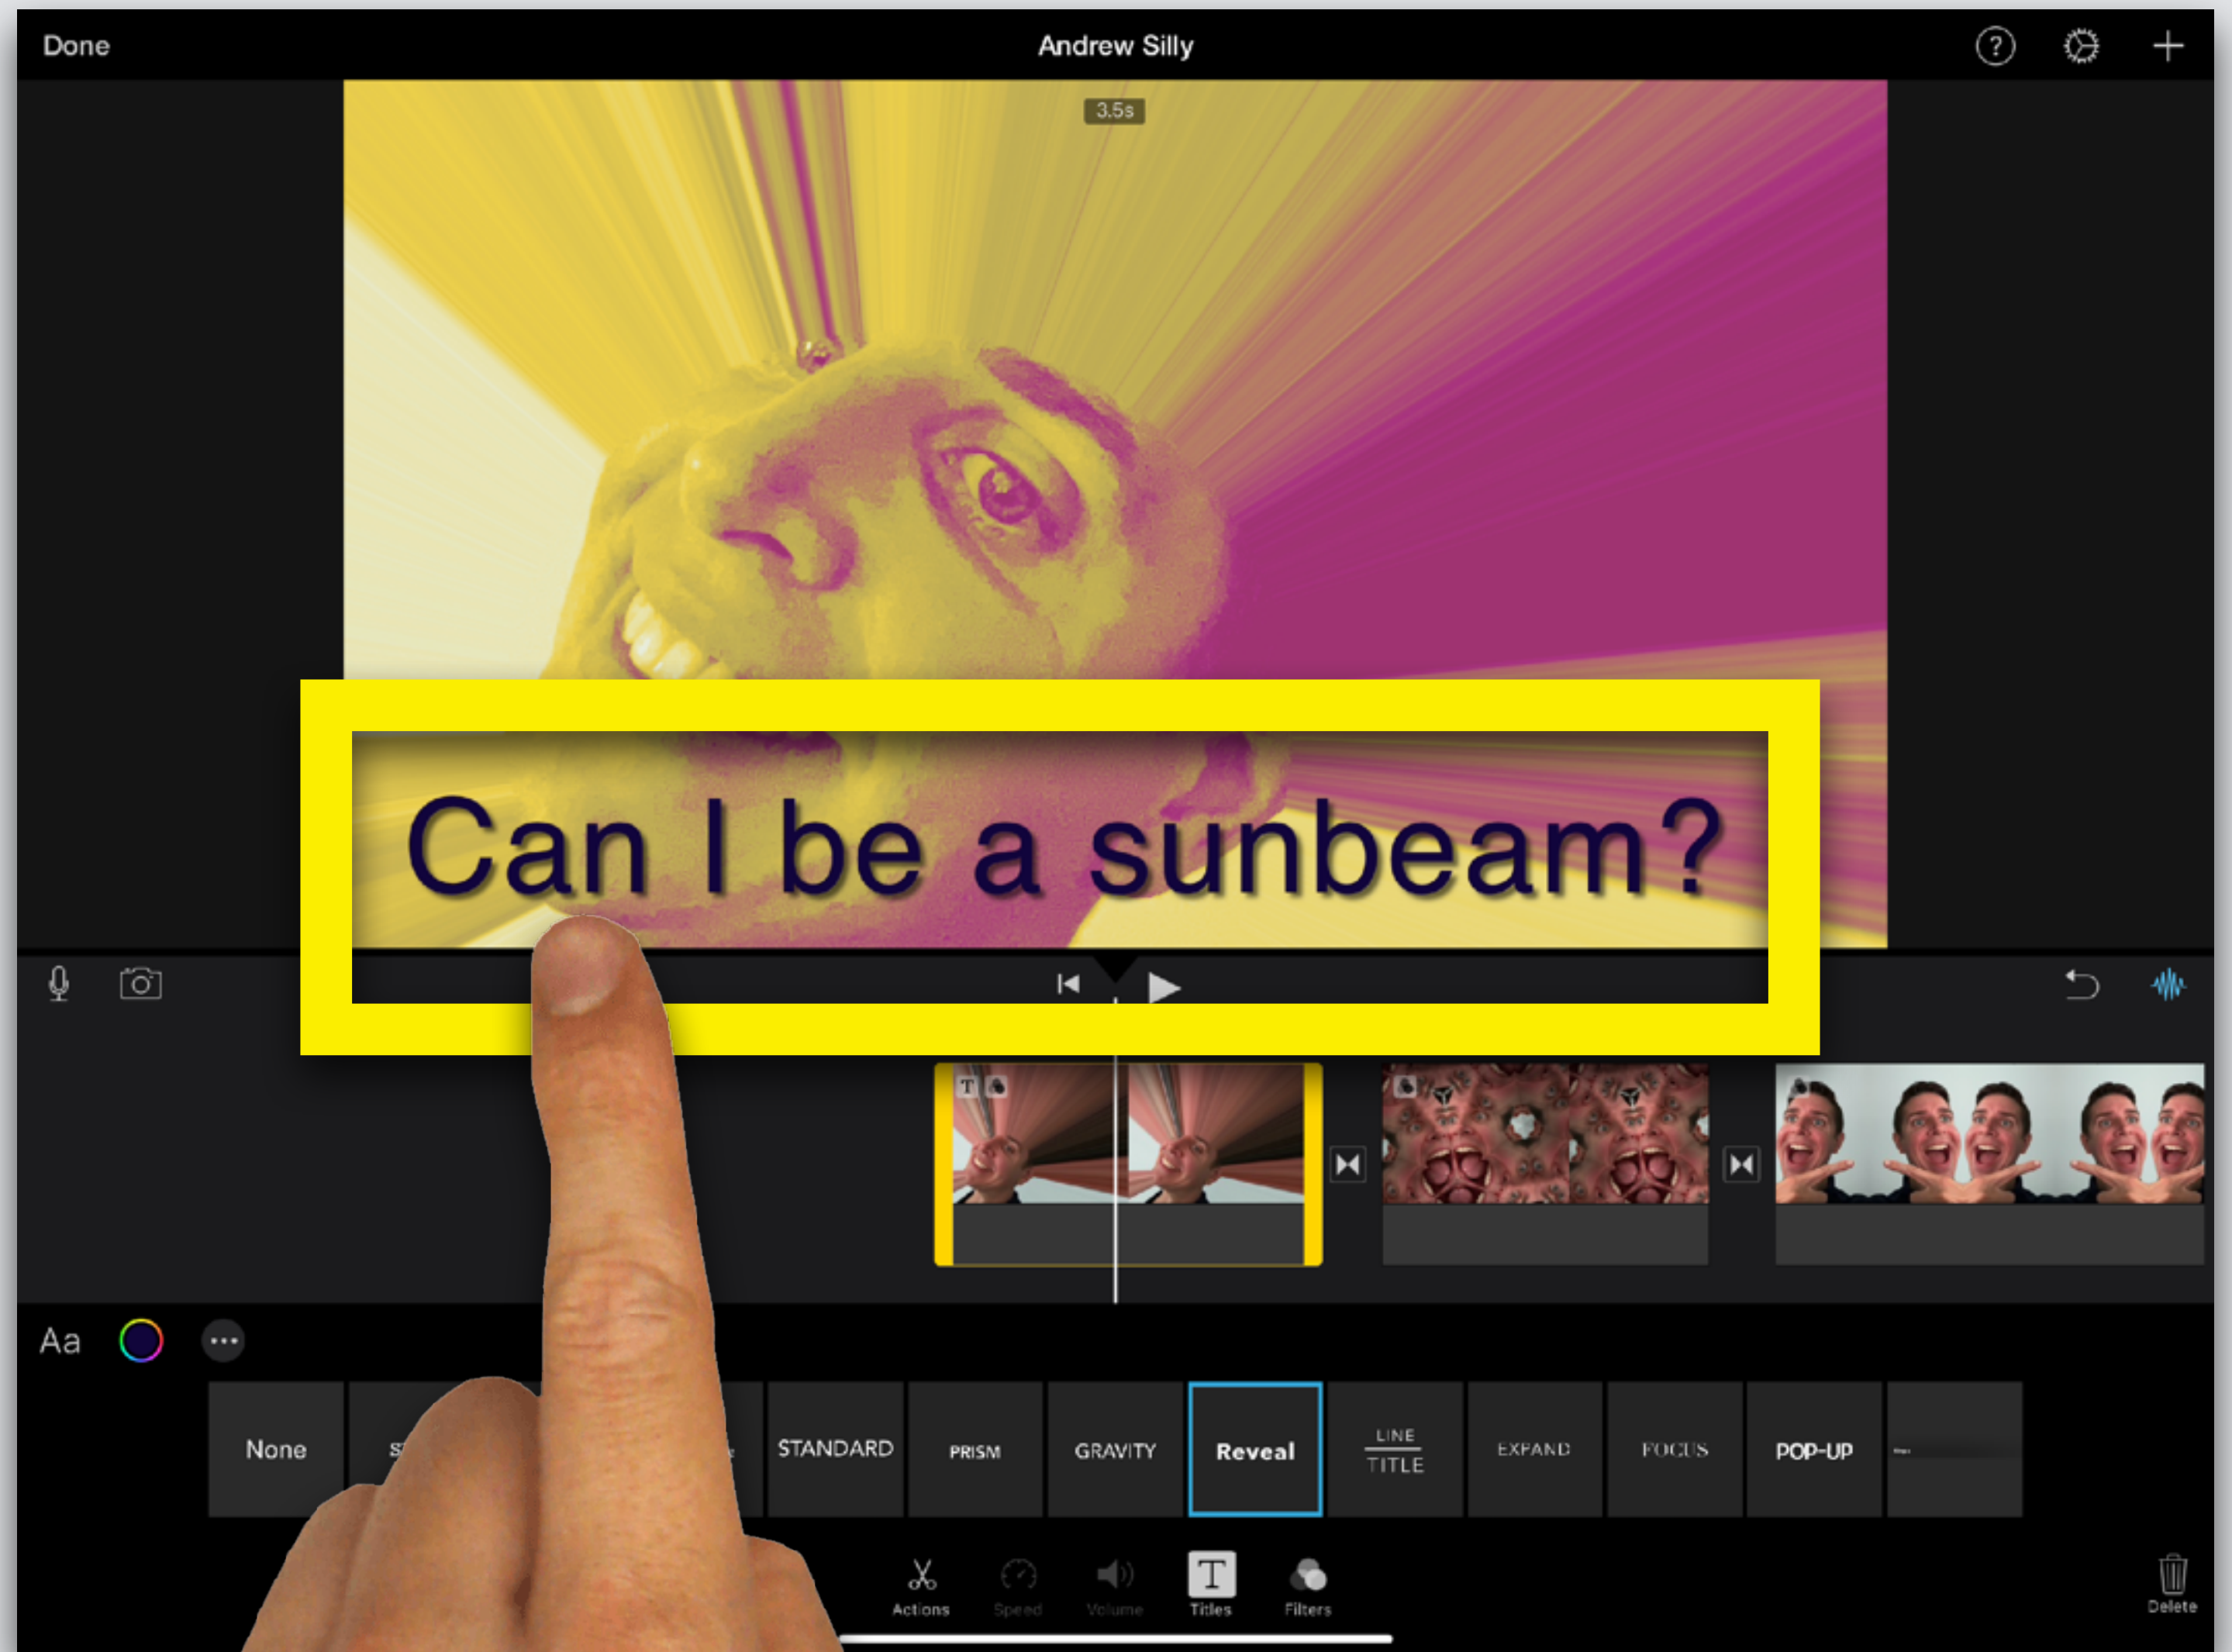 Done
Andrew Silly
?
3.5s
Can I be a sunbeam?
T
Aa
None
STANDARD
PRISM
GRAVITY
Reveal
LINE
TITLE
EXPAND
FOCUS
POP-UP
T
Actions
Speed
Volume
Titles
Filters
Delete